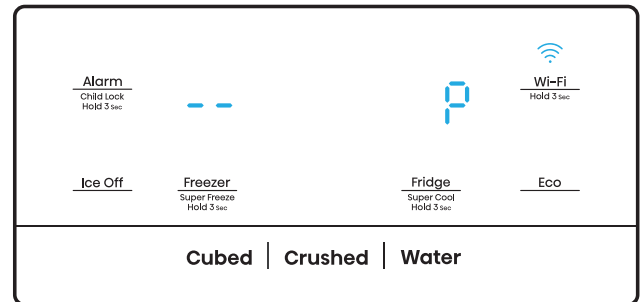 Alarm
Child Lock
Hold 3 Sec
-- P
Wi-Fi
Hold 3 Sec
Ice Off
Freezer
Super Freeze
Hold 3 Sec
Fridge
Super Cool
Hold 3 Sec
Eco
Cubed | Crushed | Water